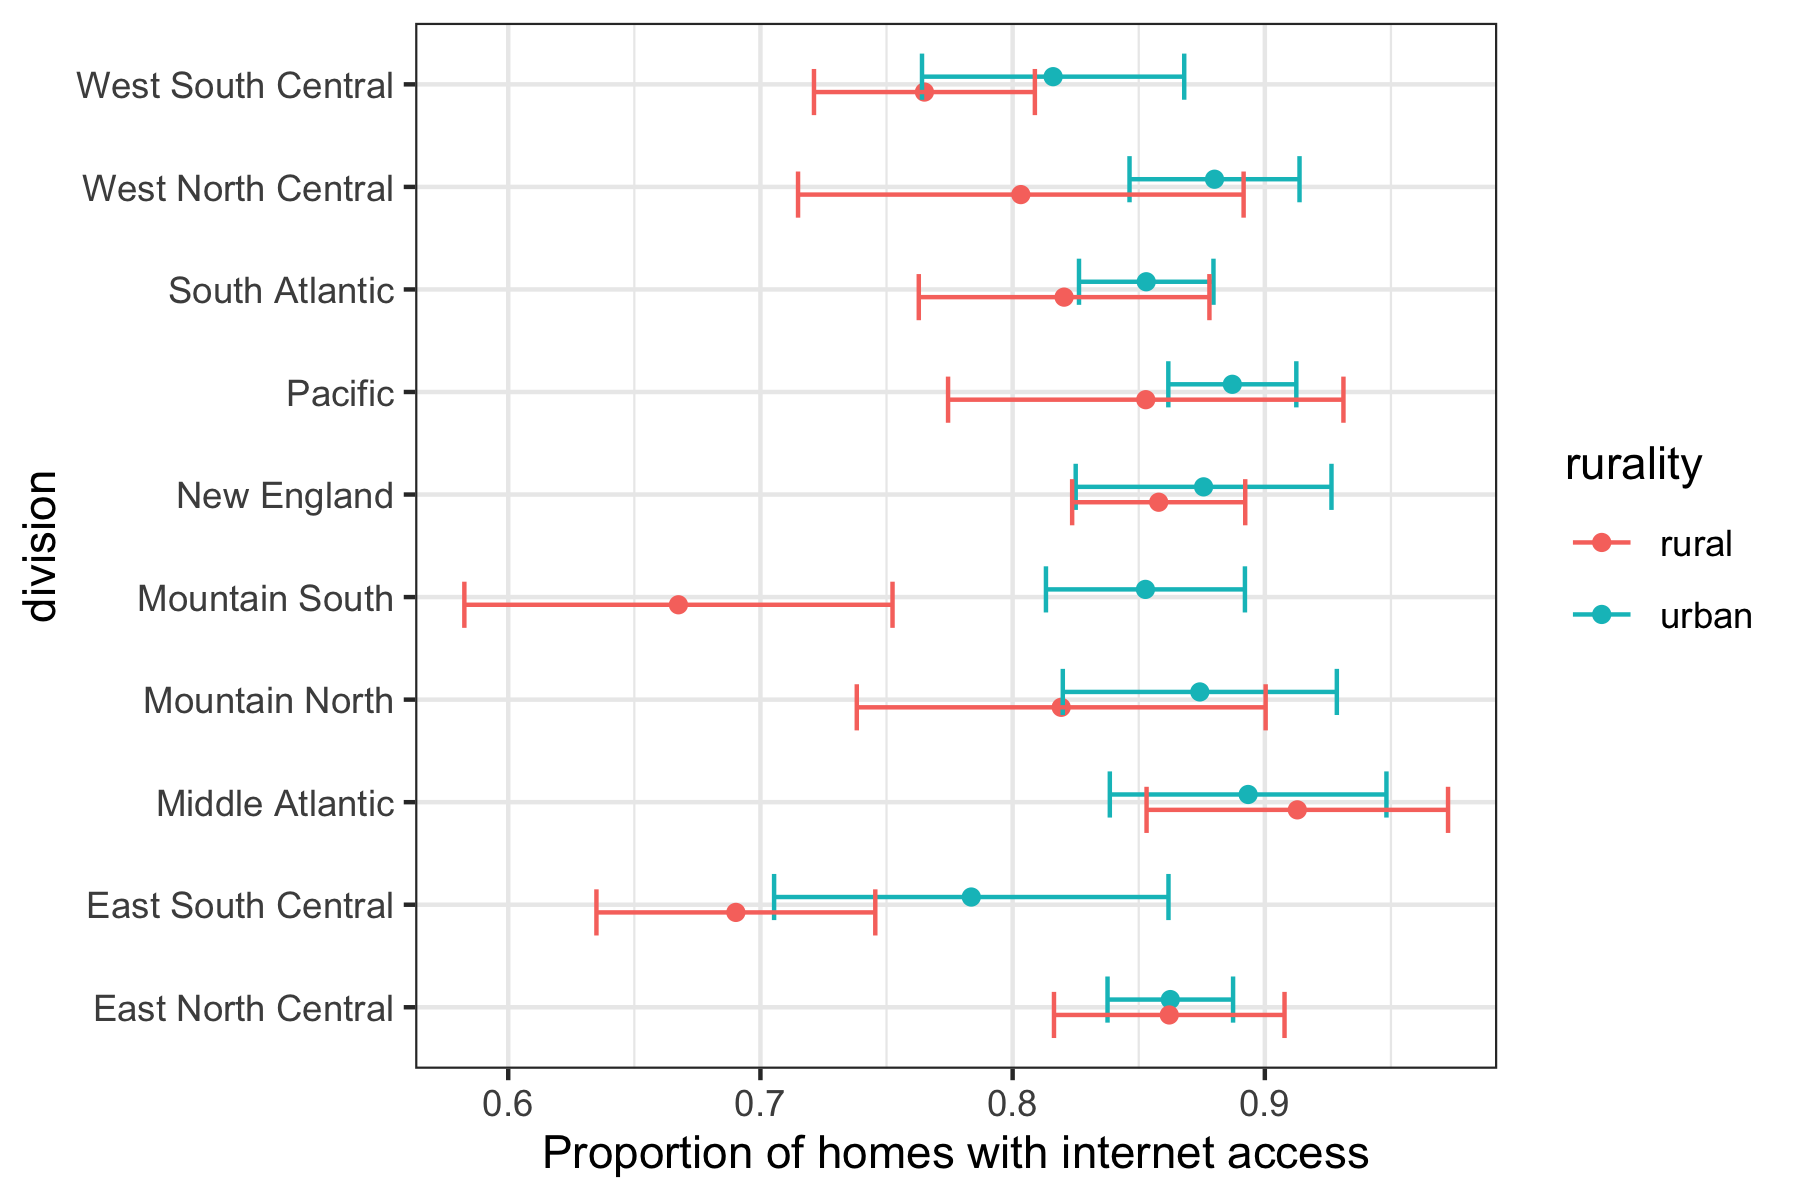 West South Central
West North Central
South Atlantic
Pacific
New England
Mountain South
Mountain North
Middle Atlantic
East South Central
East North Central
division
0.6 0.7 0.8 0.9
Proportion of homes with internet access
rurality
rural
urban